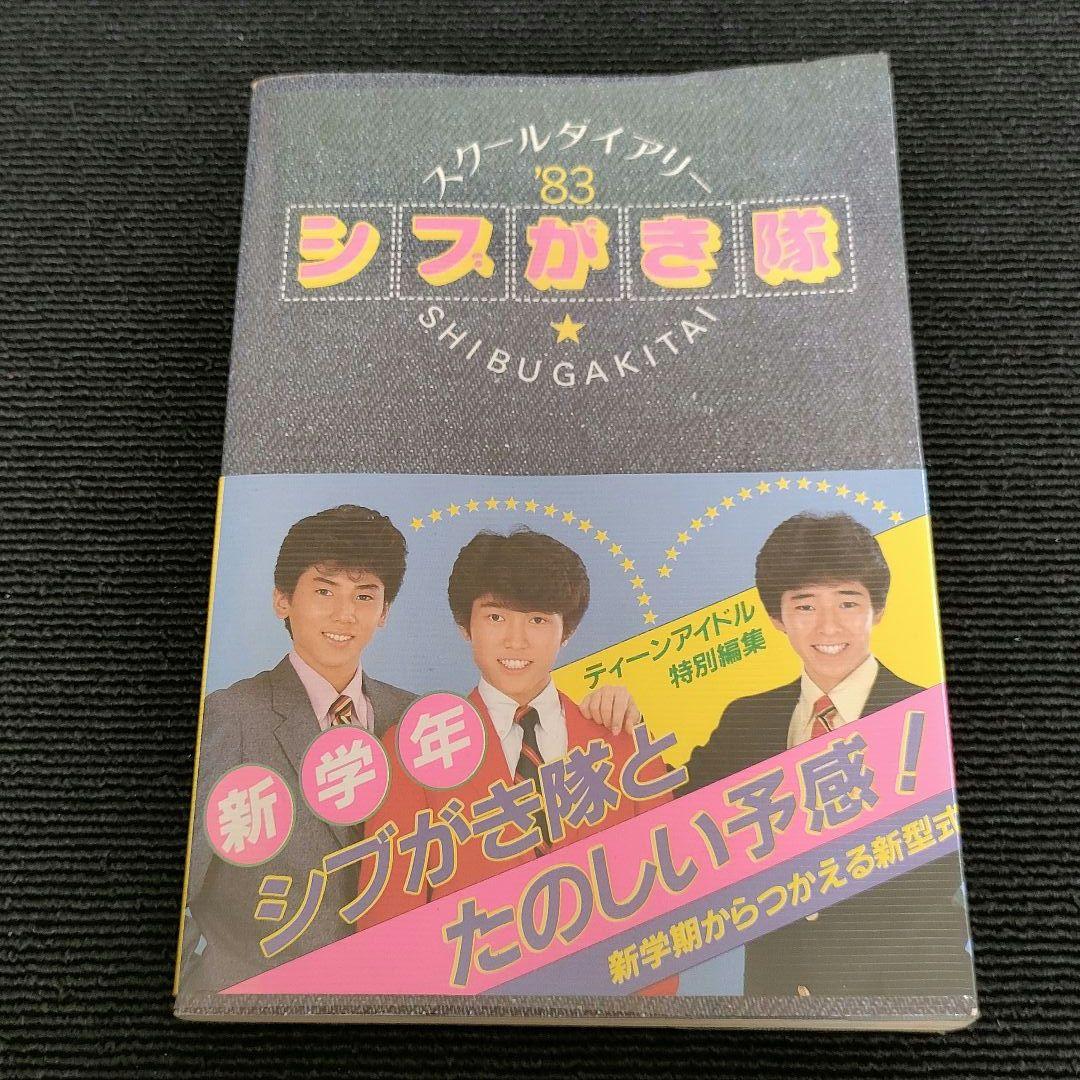 スクールダイアリー
'83
シブがき隊
SHIBUGAKITAI
ティーンアイドル
特別編集
新学年
シブがき隊と
たのしい予感!
新学期からつかえる新型式